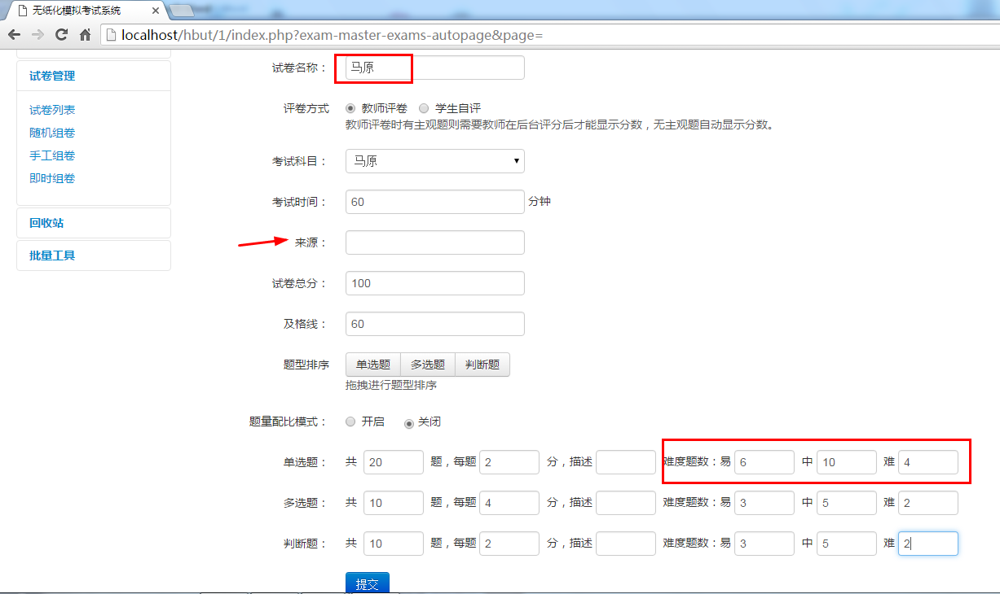 无纸化模拟考试系统
localhost/hbut/1/index.php?exam-master-exams-autopage&page=
试卷管理
试卷列表
随机组卷
手工组卷
即时组卷
回收站
批量工具
试卷名称： 马原
评卷方式 教师评卷 学生自评
教师评卷时有主观题则需要教师在后台评分后才能显示分数，无主观题自动显示分数。
考试科目： 马原
考试时间： 60 分钟
来源：
试卷总分： 100
及格线： 60
题型排序 单选题 多选题 判断题
拖拽进行题型排序
题量配比模式： 开启 关闭
单选题： 共 20 题，每题 2 分，描述 难度题数：易 6 中 10 难 4
多选题： 共 10 题，每题 4 分，描述 难度题数：易 3 中 5 难 2
判断题： 共 10 题，每题 2 分，描述 难度题数：易 3 中 5 难 2
提交